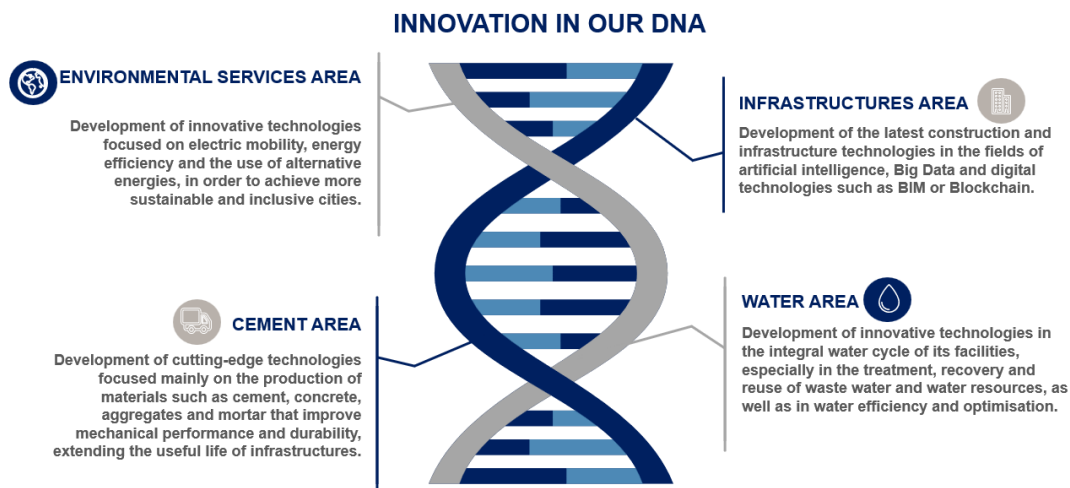 INNOVATION IN OUR DNA
ENVIRONMENTAL SERVICES AREA
Development of innovative technologies
focused on electric mobility, energy
efficiency and the use of alternative
energies, in order to achieve more
sustainable and inclusive cities.
INFRASTRUCTURES AREA
Development of the latest construction and
infrastructure technologies in the fields of
artificial intelligence, Big Data and digital
technologies such as BIM or Blockchain.
CEMENT AREA
Development of cutting-edge technologies
focused mainly on the production of
materials such as cement, concrete,
aggregates and mortar that improve
mechanical performance and durability,
extending the useful life of infrastructures.
WATER AREA
Development of innovative technologies in
the integral water cycle of its facilities,
especially in the treatment, recovery and
reuse of waste water and water resources, as
well as in water efficiency and optimisation.